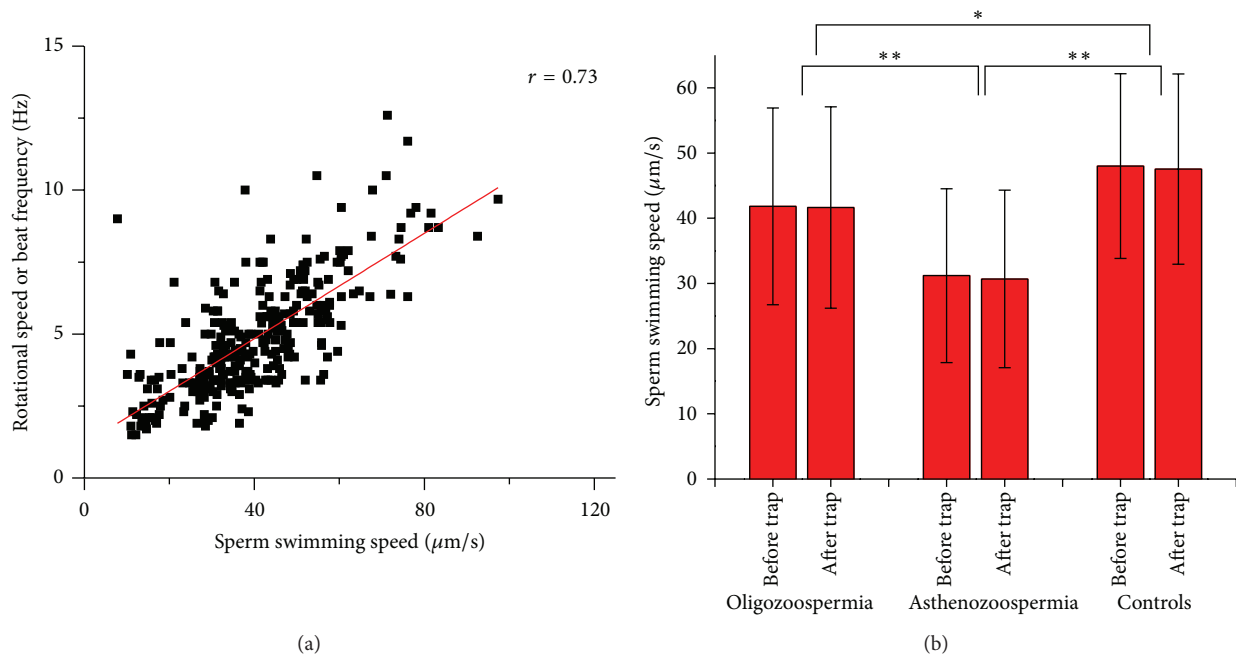 15
10
5
0
0
40
80
120
r = 0.73
Rotational speed or beat frequency (Hz)
Sperm swimming speed (μm/s)
(a)
*
**
**
60
50
40
30
20
10
0
Sperm swimming speed (μm/s)
Before trap
After trap
Before trap
After trap
Before trap
After trap
Oligozoospermia
Asthenozoospermia
Controls
(b)